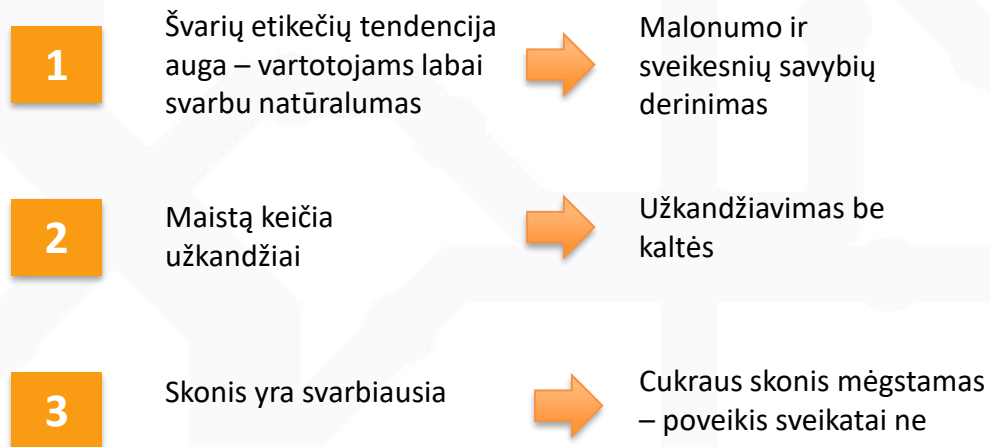 1
Švarių etikečių tendencija
auga – vartotojams labai
svarbu natūralumas
Malonumo ir
sveikesnių savybių
derinimas
2
Maistą keičia
užkandžiai
Užkandžiavimas be
kaltės
3
Skonis yra svarbiausia
Cukraus skonis mėgstamas
– poveikis sveikatai ne